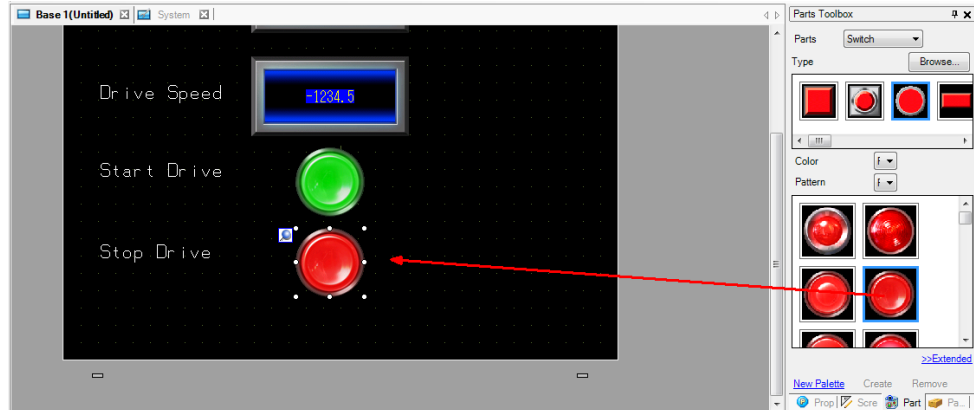 Base 1(Untitled) System
Parts Toolbox
Parts Switch
Type Browse...
Drive Speed -1234.5
Color F
Start Drive
Pattern F
Stop Drive
>>Extended
New Palette Create Remove
Prop Scre Part Pa...